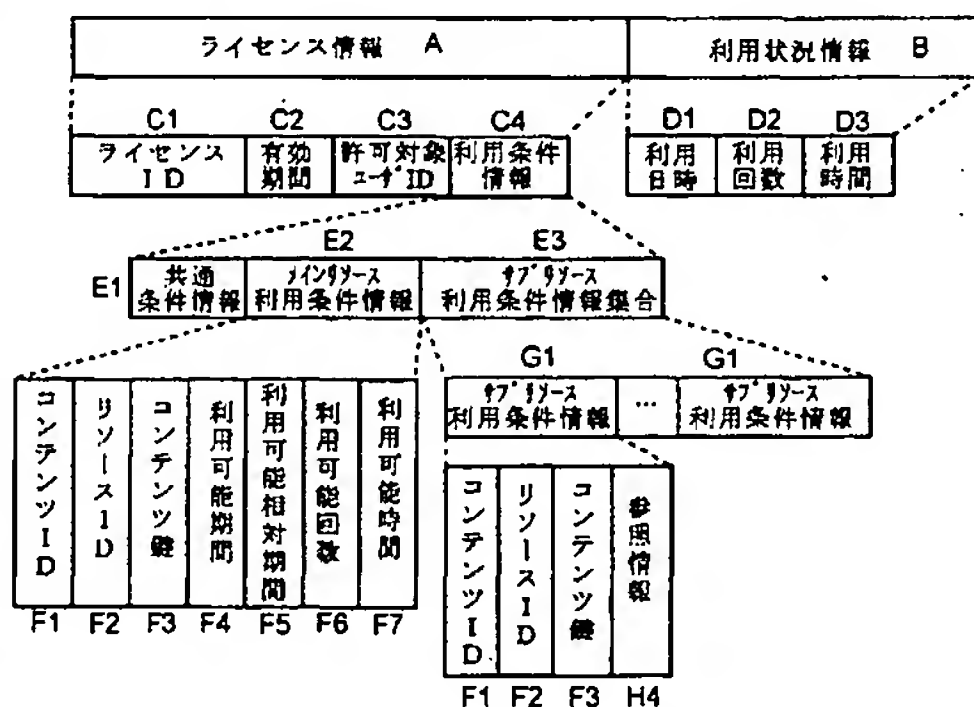 ライセンス情報 A
利用状況情報 B
C1 C2 C3 C4
D1 D2 D3
ライセンス
ID
有効
期間
許可対象
ユーザID
利用条件
情報
利用
日時
利用
回数
利用
時間
E2 E3
E1
共通
条件情報
メインリソース
利用条件情報
サブリソース
利用条件情報集合
G1 G1
サブリソース
利用条件情報
...
サブリソース
利用条件情報
コンテンツID
リソースID
コンテンツ鍵
利用可能期間
利用可能相対期間
利用可能回数
利用可能時間
F1 F2 F3 F4 F5 F6 F7
コンテンツID
リソースID
コンテンツ鍵
参照情報
F1 F2 F3 H4